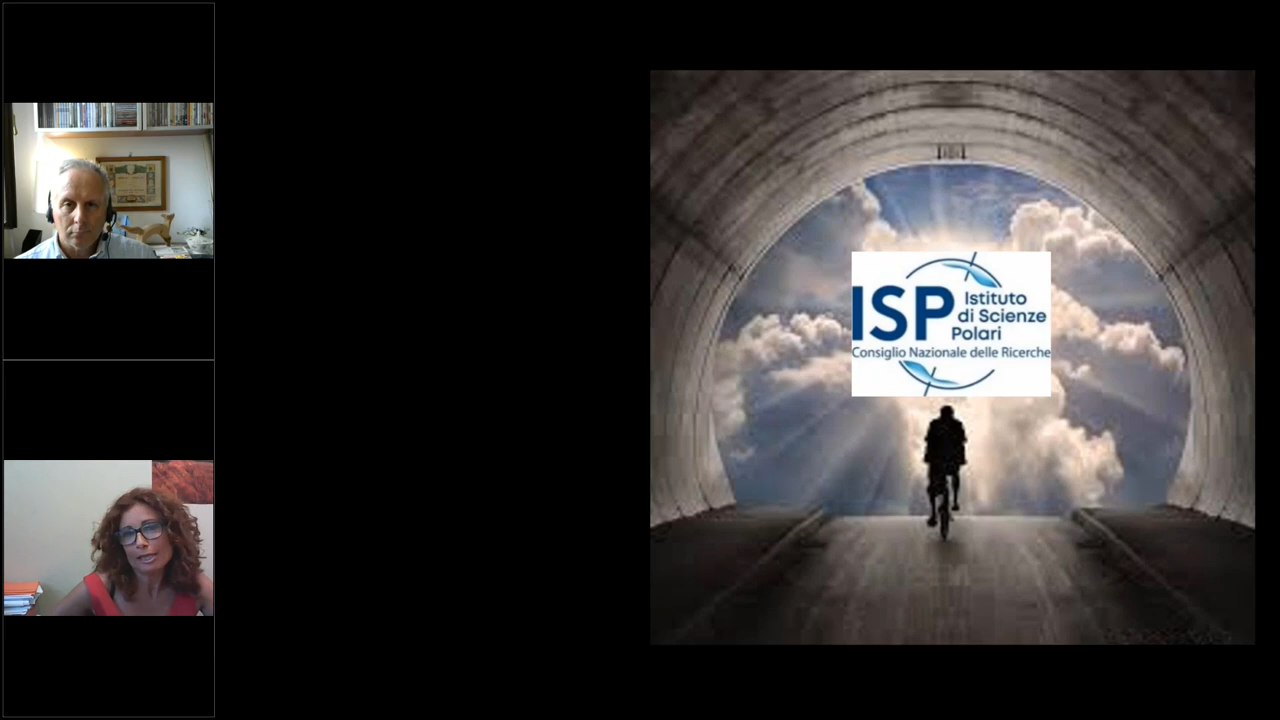 ISP Istituto
di Scienze
Polari
Consiglio Nazionale delle Ricerche